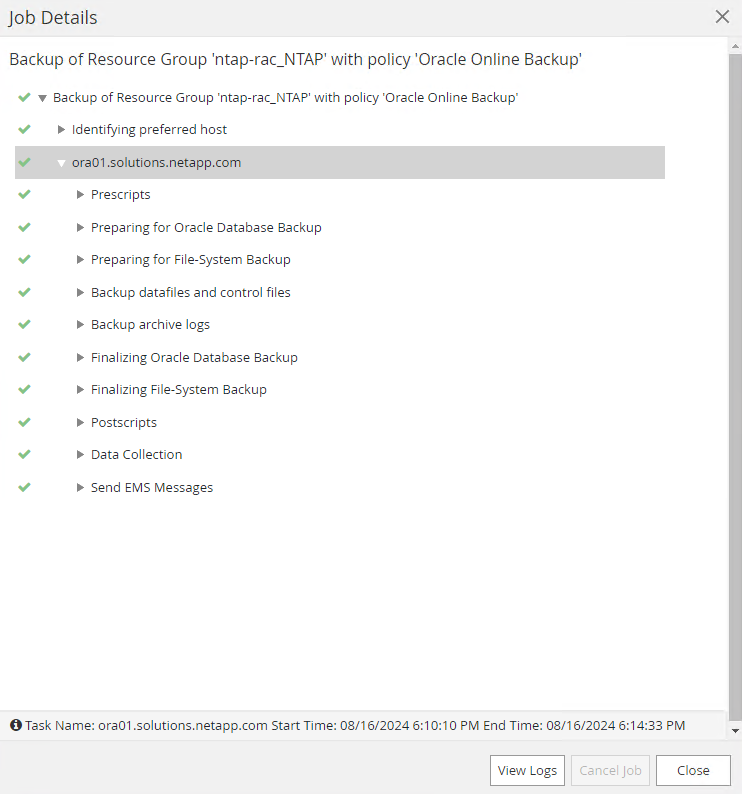 Job Details
Backup of Resource Group 'ntap-rac_NTAP' with policy 'Oracle Online Backup'
Backup of Resource Group 'ntap-rac_NTAP' with policy 'Oracle Online Backup'
Identifying preferred host
ora01.solutions.netapp.com
Prescripts
Preparing for Oracle Database Backup
Preparing for File-System Backup
Backup datafiles and control files
Backup archive logs
Finalizing Oracle Database Backup
Finalizing File-System Backup
Postscripts
Data Collection
Send EMS Messages
Task Name: ora01.solutions.netapp.com Start Time: 08/16/2024 6:10:10 PM End Time: 08/16/2024 6:14:33 PM
View Logs Cancel Job Close